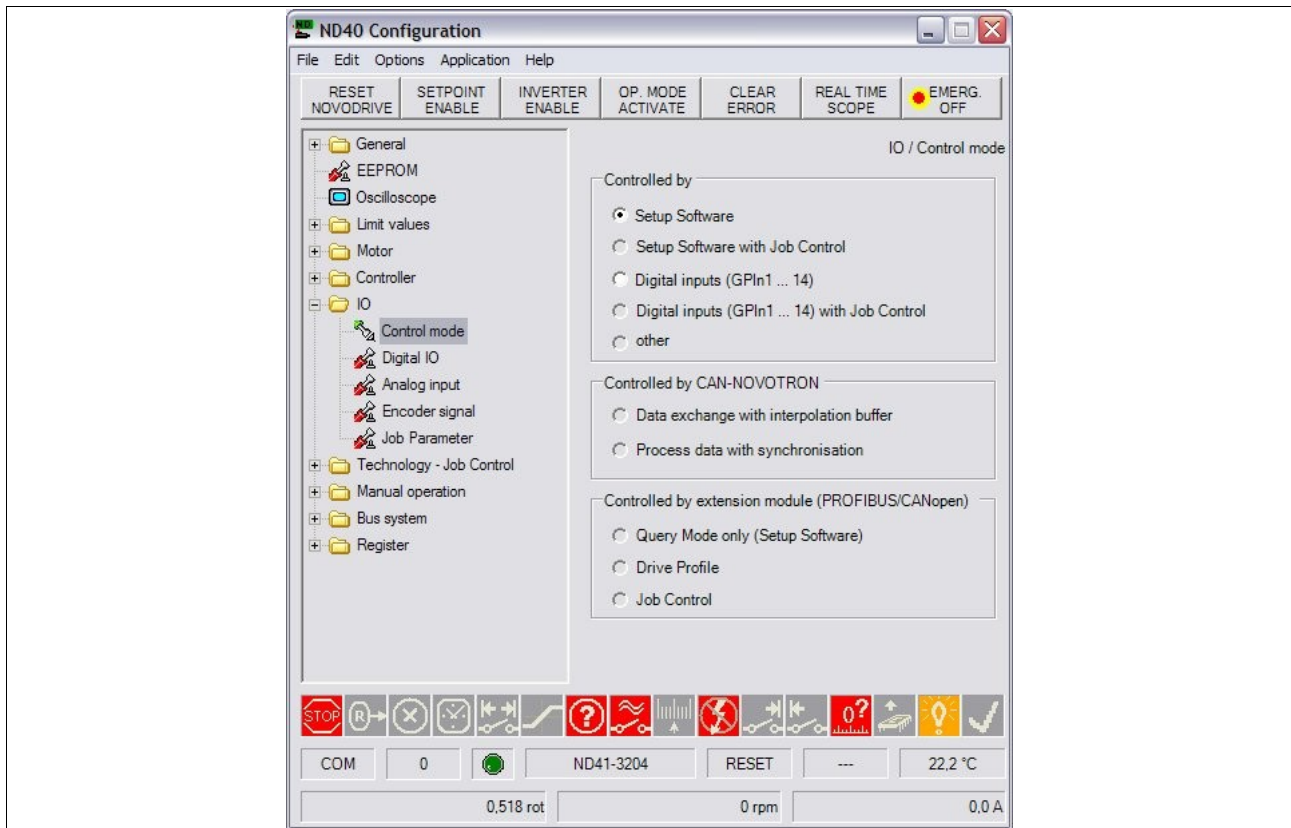 ND40 Configuration
File Edit Options Application Help
RESET NOVODRIVE
SETPOINT ENABLE
INVERTER ENABLE
OP. MODE ACTIVATE
CLEAR ERROR
REAL TIME SCOPE
EMERG. OFF
General
EEPROM
Oscilloscope
Limit values
Motor
Controller
IO
Control mode
Digital IO
Analog input
Encoder signal
Job Parameter
Technology - Job Control
Manual operation
Bus system
Register
IO / Control mode
Controlled by
Setup Software
Setup Software with Job Control
Digital inputs (GPIn1 ... 14)
Digital inputs (GPIn1 ... 14) with Job Control
other
Controlled by CAN-NOVOTRON
Data exchange with interpolation buffer
Process data with synchronisation
Controlled by extension module (PROFIBUS/CANopen)
Query Mode only (Setup Software)
Drive Profile
Job Control
STOP R ? 0?
COM 0 ND41-3204 RESET --- 22,2 °C
0,518 rot 0 rpm 0,0 A